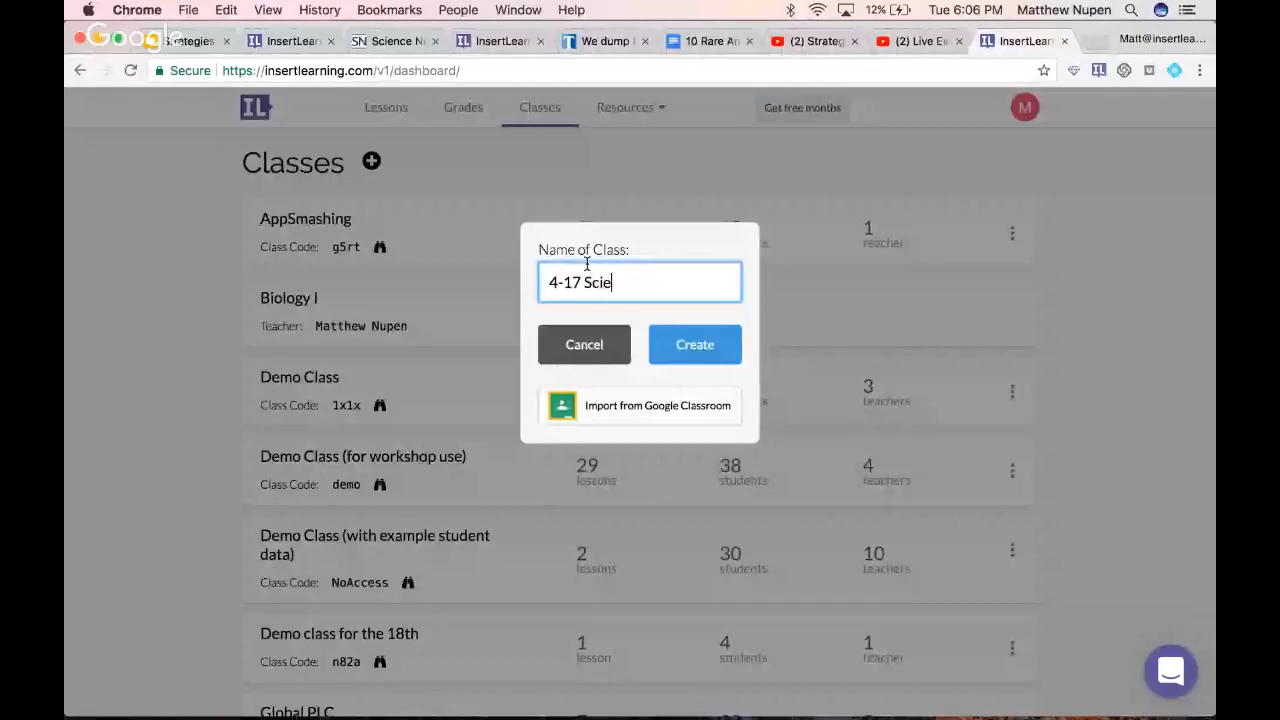 Chrome File Edit View History Bookmarks People Window Help 12% Tue 6:06 PM Matthew Nupen
Google
Strategies InsertLear SN Science N InsertLear We dump 10 Rare An (2) Strateg (2) Live Ev InsertLear Matt@insertlea...
Secure https://insertlearning.com/v1/dashboard/
IL Lessons Grades Classes Resources Get free months M
Classes
AppSmashing
Class Code: g5rt
1
teacher
Biology I
Teacher: Matthew Nupen
Demo Class
Class Code: 1x1x
3
teachers
Demo Class (for workshop use)
Class Code: demo
29
lessons
38
students
4
teachers
Demo Class (with example student
data)
Class Code: NoAccess
2
lessons
30
students
10
teachers
Demo class for the 18th
Class Code: n82a
1
lesson
4
students
1
teacher
Global PLC
Name of Class:
4-17 Scie
Cancel Create
Import from Google Classroom